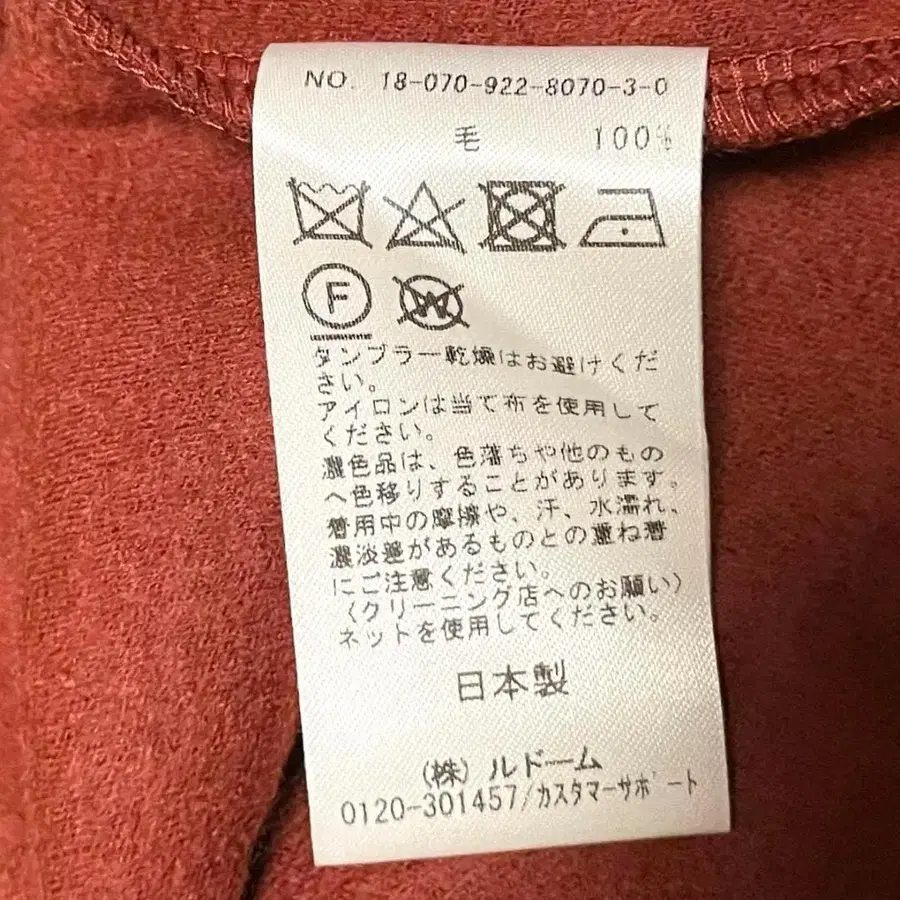 NO. 18-070-922-8070-3-0
毛 100%
F
W
タンブラー乾燥はお避けくだ
さい。
アイロンは当て布を使用して
ください。
濃色品は、色落ちや他のもの
へ色移りすることがあります。
着用中の摩擦や、汗、水濡れ、
濃淡差があるものとの重ね着
にご注意ください。
〈クリーニング店へのお願い〉
ネットを使用してください。
日本製
(株) ルドーム
0120-301457/カスタマーサポート